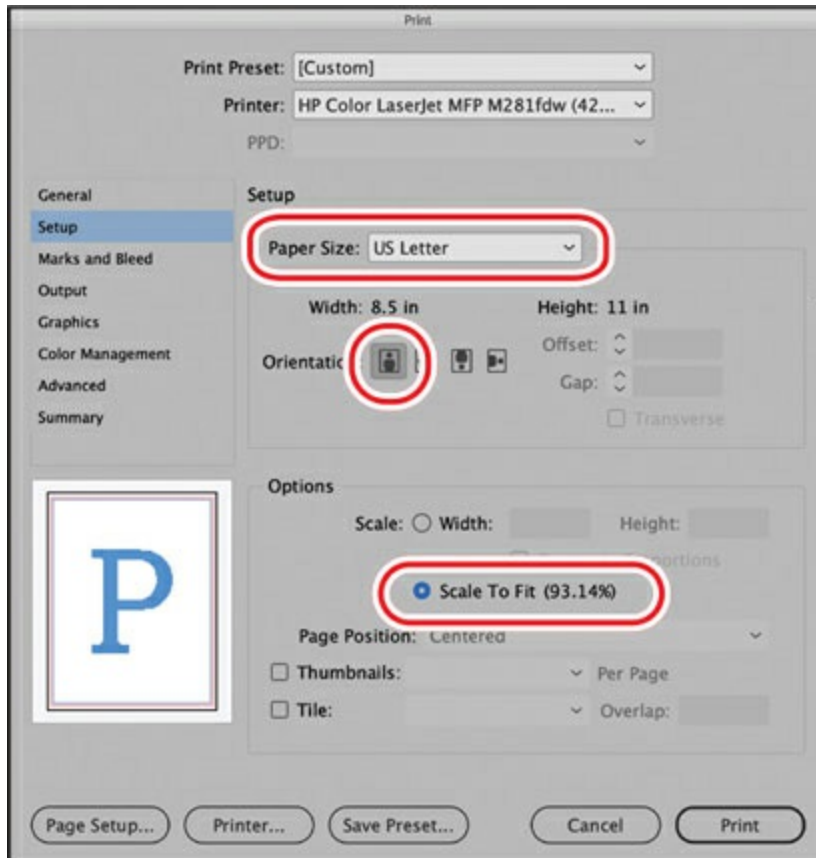 Print
Print Preset: [Custom]
Printer: HP Color LaserJet MFP M281fdw (42...
PPD:
General
Setup
Marks and Bleed
Output
Graphics
Color Management
Advanced
Summary
Setup
Paper Size: US Letter
Width: 8.5 in Height: 11 in
Orientatio
Offset:
Gap:
Transverse
P
Options
Scale: Width: Height:
Scale To Fit (93.14%)
Page Position: Centered
Thumbnails: Per Page
Tile: Overlap:
Page Setup... Printer... Save Preset... Cancel Print